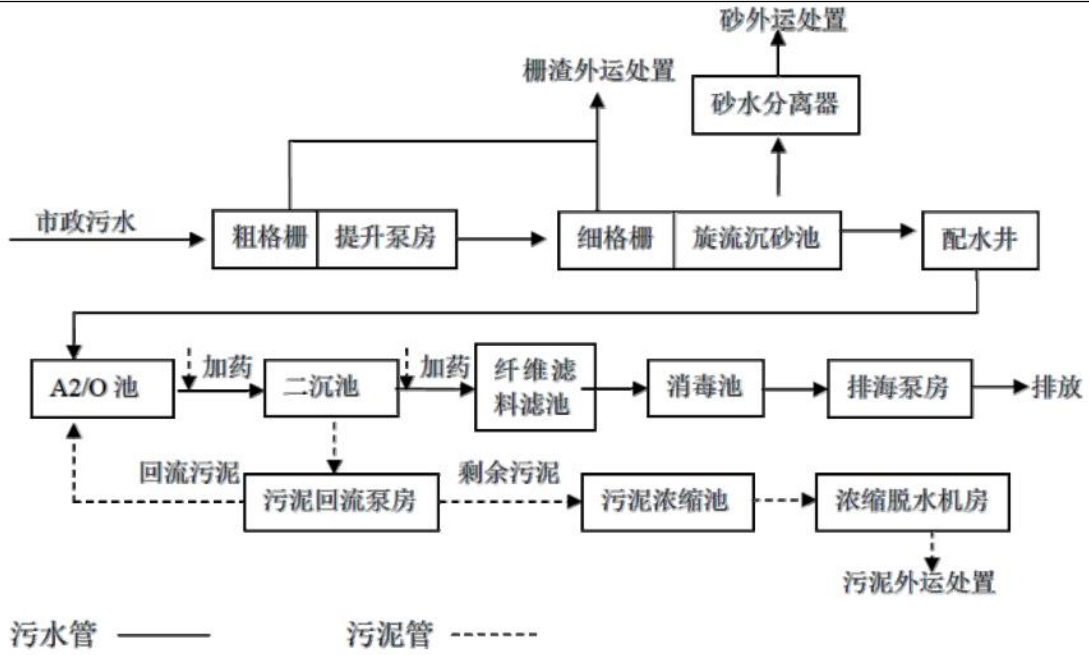 砂外运处置
栅渣外运处置
砂水分离器
市政污水
粗格栅
提升泵房
细格栅
旋流沉砂池
配水井
A2/O 池
加药
二沉池
加药
纤维滤
料滤池
消毒池
排海泵房
排放
回流污泥
污泥回流泵房
剩余污泥
污泥浓缩池
浓缩脱水机房
污泥外运处置
污水管
污泥管